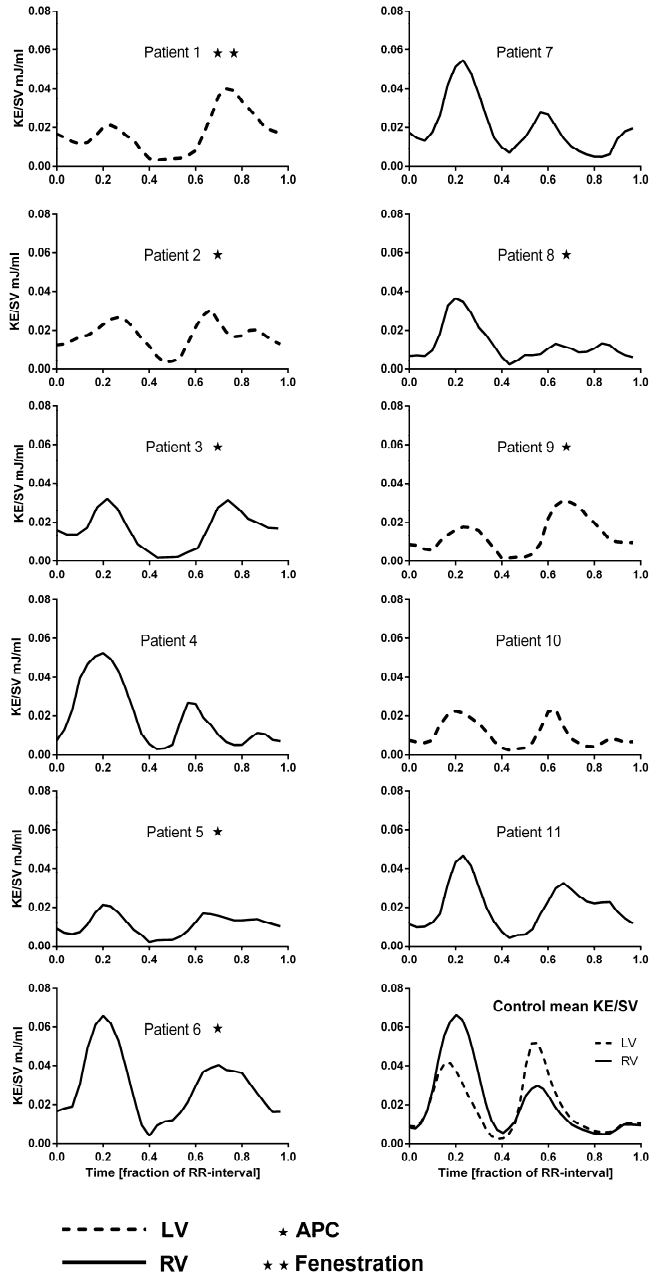 KE/SV mJ/ml
0.08
0.06
0.04
0.02
0.00
Patient 1 ★ ★
0.0 0.2 0.4 0.6 0.8 1.0
0.08
0.06
0.04
0.02
0.00
Patient 7
0.0 0.2 0.4 0.6 0.8 1.0
KE/SV mJ/ml
0.08
0.06
0.04
0.02
0.00
Patient 2 ★
0.0 0.2 0.4 0.6 0.8 1.0
0.08
0.06
0.04
0.02
0.00
Patient 8 ★
0.0 0.2 0.4 0.6 0.8 1.0
KE/SV mJ/ml
0.08
0.06
0.04
0.02
0.00
Patient 3 ★
0.0 0.2 0.4 0.6 0.8 1.0
0.08
0.06
0.04
0.02
0.00
Patient 9 ★
0.0 0.2 0.4 0.6 0.8 1.0
KE/SV mJ/ml
0.08
0.06
0.04
0.02
0.00
Patient 4
0.0 0.2 0.4 0.6 0.8 1.0
0.08
0.06
0.04
0.02
0.00
Patient 10
0.0 0.2 0.4 0.6 0.8 1.0
KE/SV mJ/ml
0.08
0.06
0.04
0.02
0.00
Patient 5 ★
0.0 0.2 0.4 0.6 0.8 1.0
0.08
0.06
0.04
0.02
0.00
Patient 11
0.0 0.2 0.4 0.6 0.8 1.0
KE/SV mJ/ml
0.08
0.06
0.04
0.02
0.00
Patient 6 ★
0.0 0.2 0.4 0.6 0.8 1.0
Time [fraction of RR-interval]
0.08
0.06
0.04
0.02
0.00
Control mean KE/SV
LV
RV
0.0 0.2 0.4 0.6 0.8 1.0
Time [fraction of RR-interval]
LV ★ APC
RV ★ ★ Fenestration